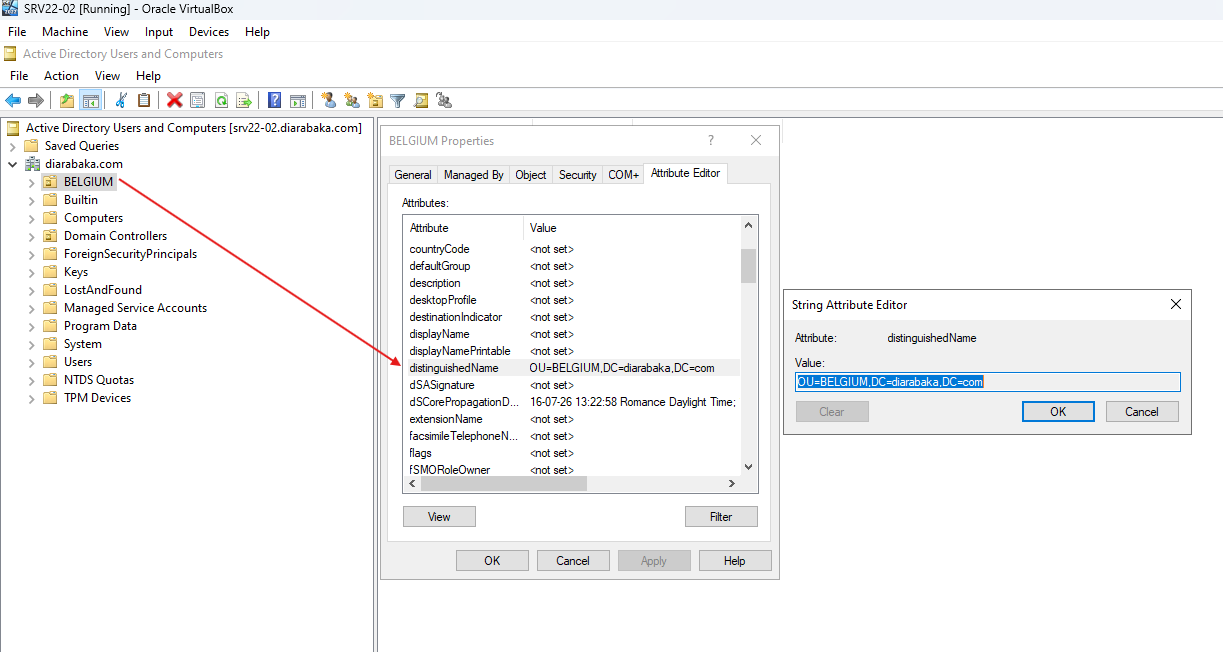 SRV22-02 [Running] - Oracle VirtualBox
File Machine View Input Devices Help
Active Directory Users and Computers
File Action View Help
Active Directory Users and Computers [srv22-02.diarabaka.com]
Saved Queries
diarabaka.com
BELGIUM
Builtin
Computers
Domain Controllers
ForeignSecurityPrincipals
Keys
LostAndFound
Managed Service Accounts
Program Data
System
Users
NTDS Quotas
TPM Devices
BELGIUM Properties
General Managed By Object Security COM+ Attribute Editor
Attributes:
Attribute Value
countryCode <not set>
defaultGroup <not set>
description <not set>
desktopProfile <not set>
destinationIndicator <not set>
displayName <not set>
displayNamePrintable <not set>
distinguishedName OU=BELGIUM,DC=diarabaka,DC=com
dSASignature <not set>
dSCorePropagationD... 16-07-26 13:22:58 Romance Daylight Time;
extensionName <not set>
facsimileTelephoneN... <not set>
flags <not set>
fSMORoleOwner <not set>
View Filter
OK Cancel Apply Help
String Attribute Editor
Attribute: distinguishedName
Value:
OU=BELGIUM,DC=diarabaka,DC=com
Clear OK Cancel